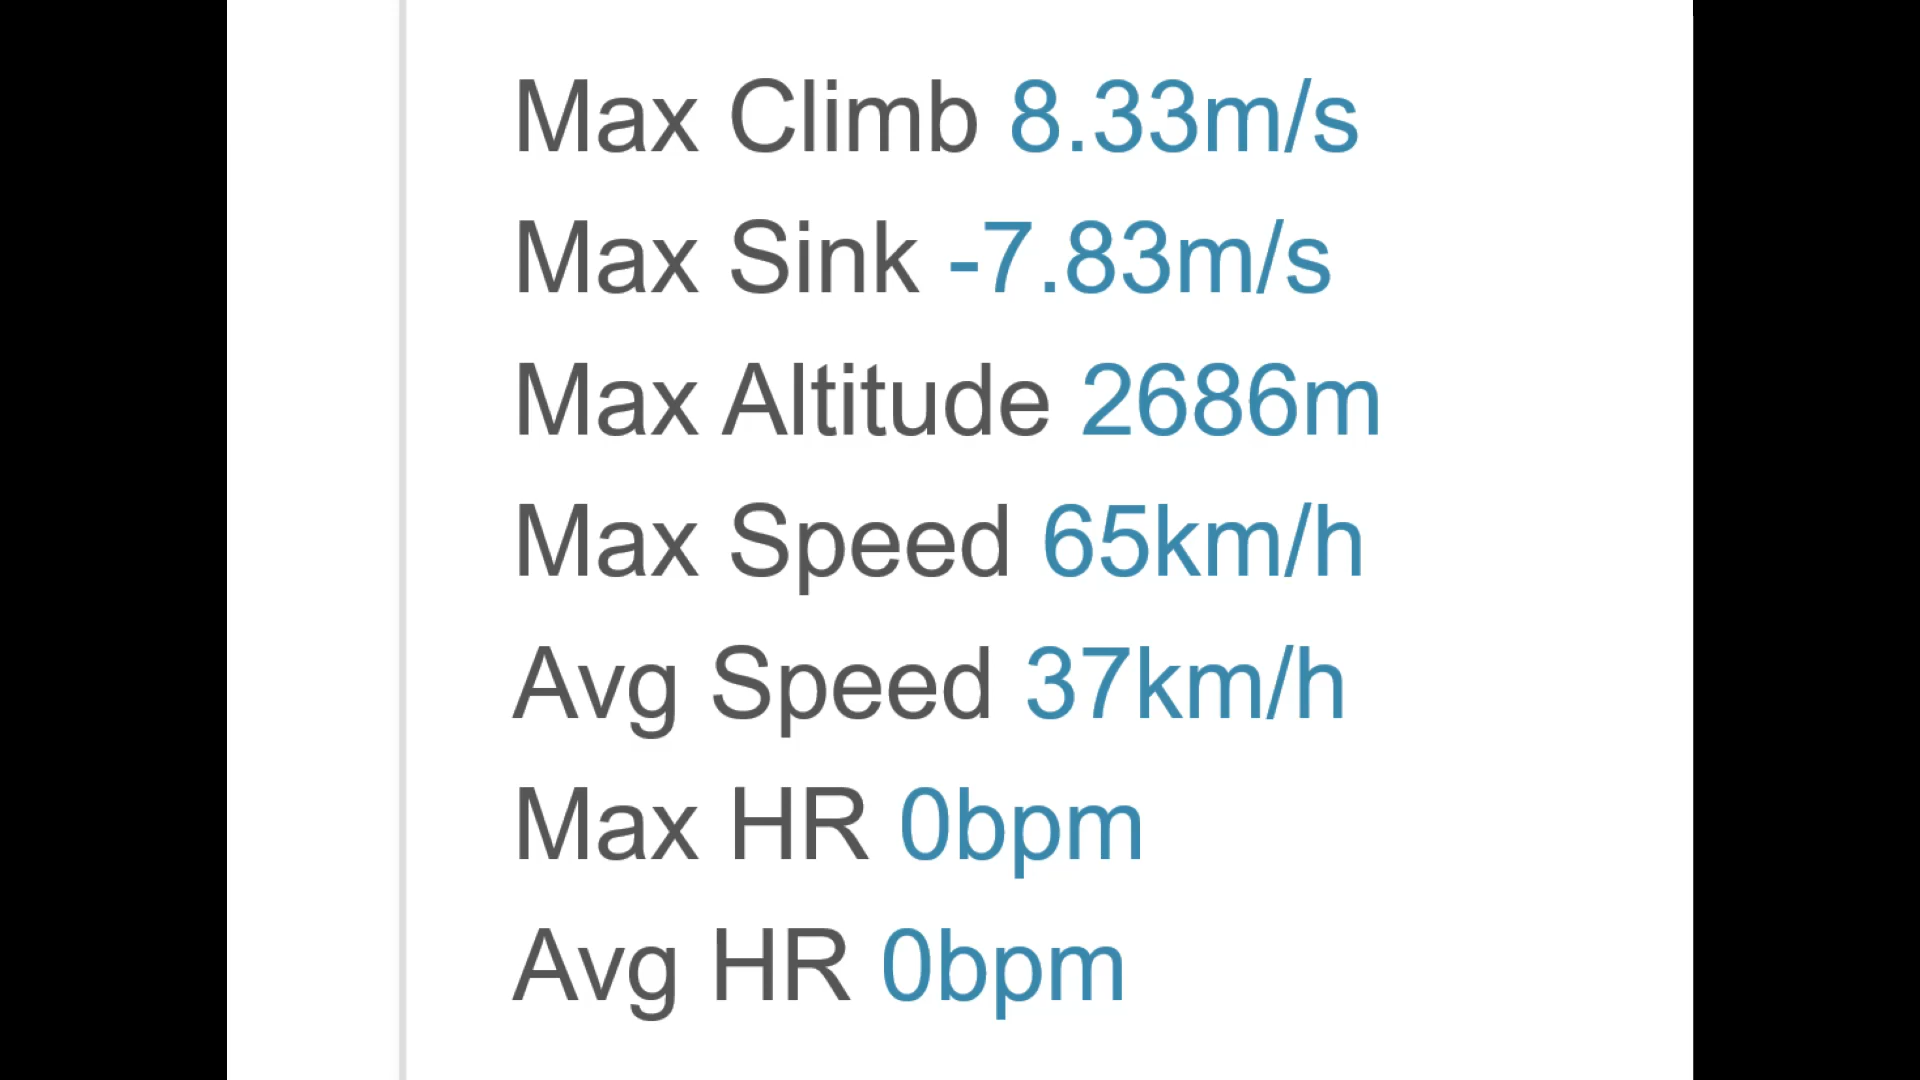 Max Climb 8.33m/s
Max Sink -7.83m/s
Max Altitude 2686m
Max Speed 65km/h
Avg Speed 37km/h
Max HR 0bpm
Avg HR 0bpm